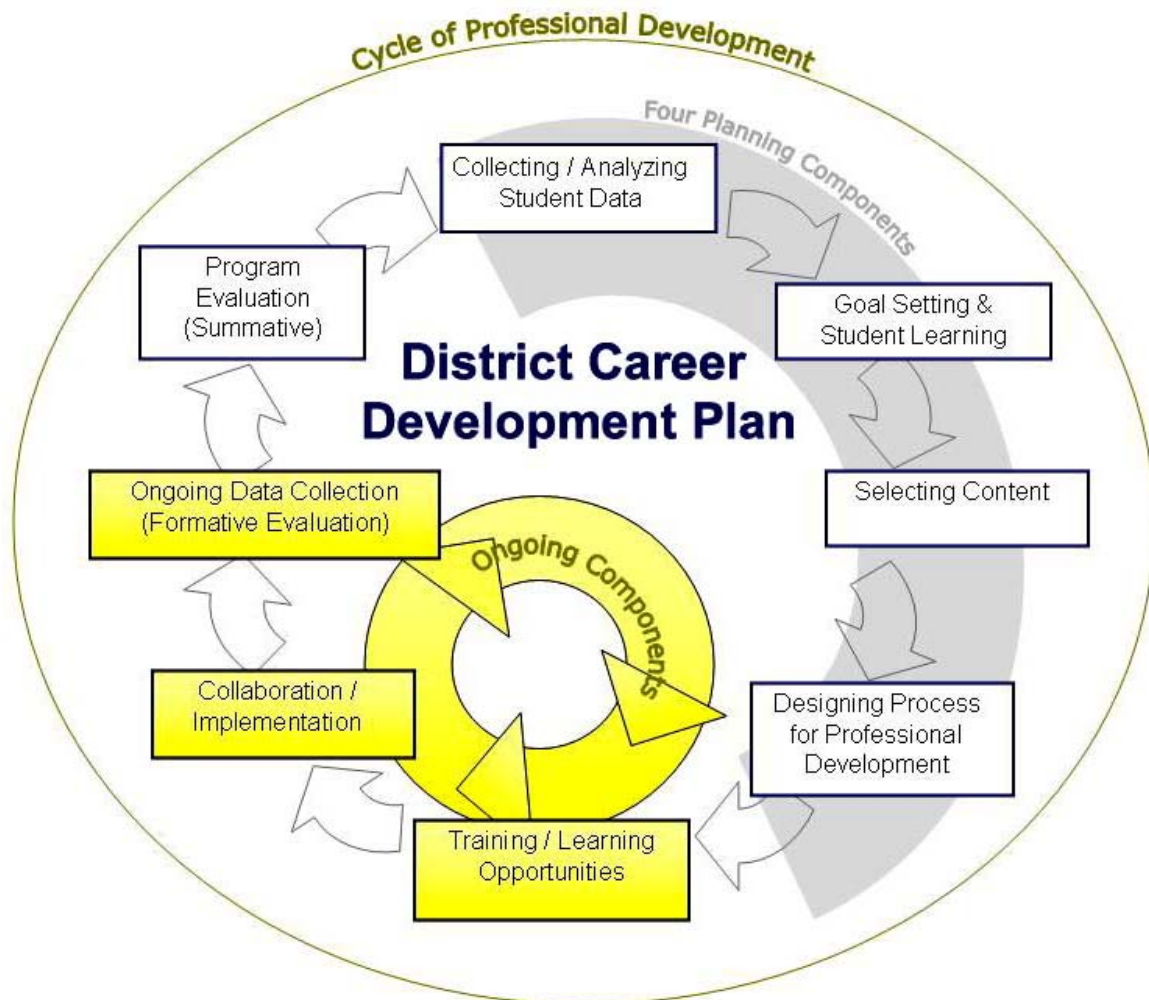 Cycle of Professional Development
Four Planning Components
Collecting / Analyzing
Student Data
Goal Setting &
Student Learning
Selecting Content
Designing Process
for Professional
Development
Training / Learning
Opportunities
Collaboration /
Implementation
Ongoing Data Collection
(Formative Evaluation)
Program
Evaluation
(Summative)
District Career
Development Plan
Ongoing Components